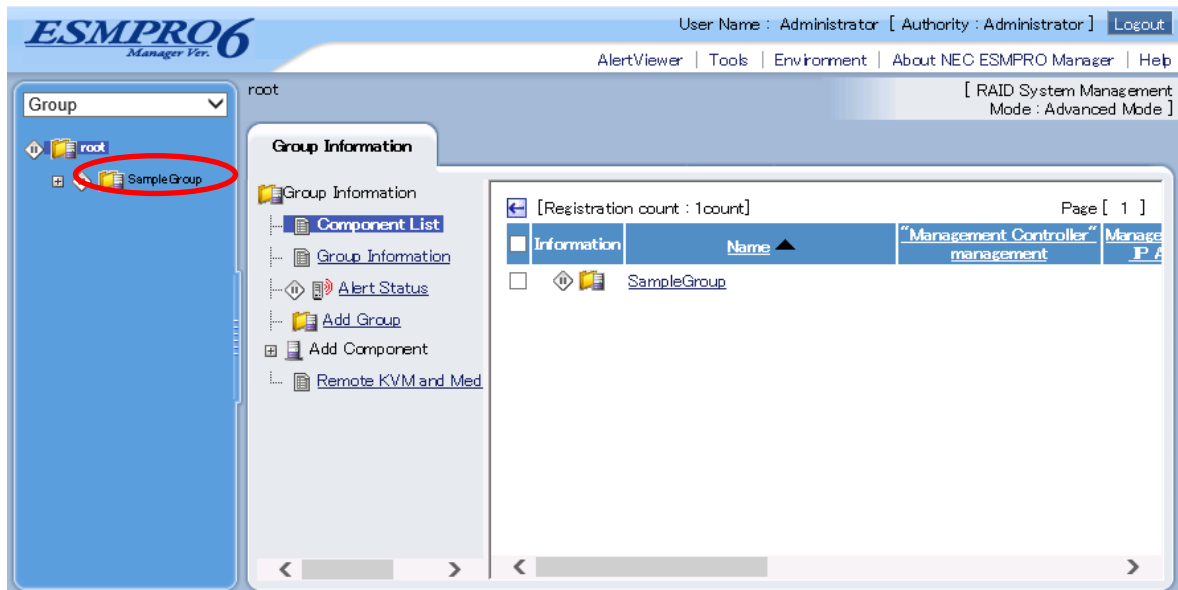 ESMPRO6
Manager Ver.
User Name : Administrator [ Authority : Administrator ] Logout
AlertViewer | Tools | Environment | About NEC ESMPRO Manager | Help
Group
root
SampleGroup
root
[ RAID System Management
Mode : Advanced Mode ]
Group Information
Group Information
Component List
Group Information
Alert Status
Add Group
Add Component
Remote KVM and Med
[Registration count : 1count]
Page [ 1 ]
Information
Name ▲
"Management Controller"
management
Manage
IP A
SampleGroup